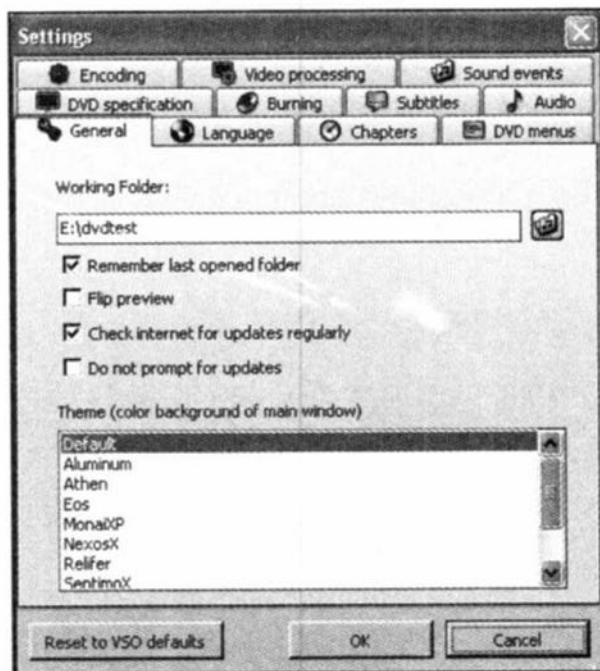 Settings
Encoding Video processing Sound events
DVD specification Burning Subtitles Audio
General Language Chapters DVD menus
Working Folder:
E:\dvdtest
Remember last opened folder
Flip preview
Check internet for updates regularly
Do not prompt for updates
Theme (color background of main window)
Default
Aluminum
Athen
Eos
MonaiXP
NexosX
Relifer
SentimoX
Reset to VSO defaults OK Cancel